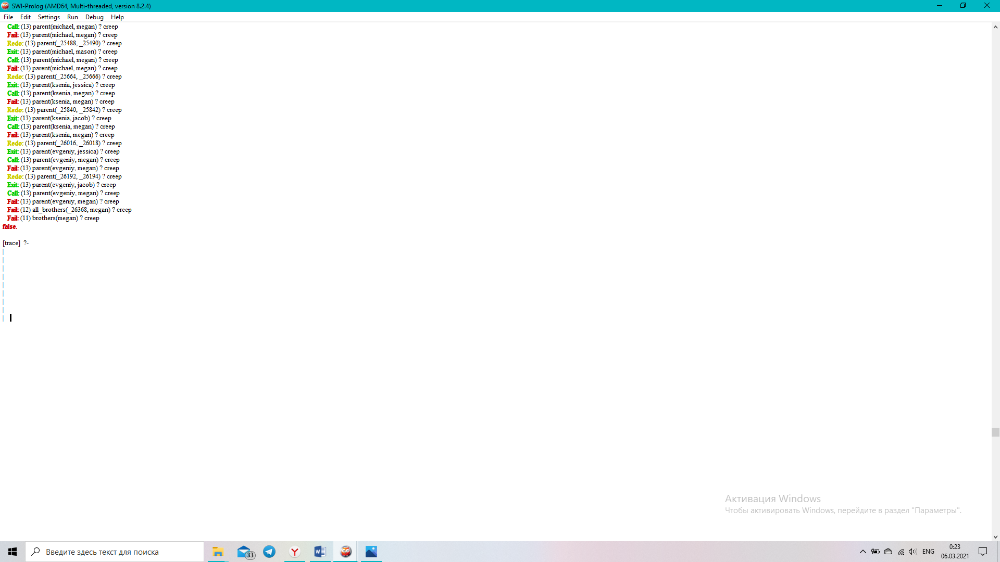 SWI-Prolog (AMD64, Multi-threaded, version 8.2.4)
File Edit Settings Run Debug Help
Call: (13) parent(michael, megan) ? creep
Fail: (13) parent(michael, megan) ? creep
Redo: (13) parent(_25488, _25490) ? creep
Exit: (13) parent(michael, mason) ? creep
Call: (13) parent(michael, megan) ? creep
Fail: (13) parent(michael, megan) ? creep
Redo: (13) parent(_25664, _25666) ? creep
Exit: (13) parent(ksenia, jessica) ? creep
Call: (13) parent(ksenia, megan) ? creep
Fail: (13) parent(ksenia, megan) ? creep
Redo: (13) parent(_25840, _25842) ? creep
Exit: (13) parent(ksenia, jacob) ? creep
Call: (13) parent(ksenia, megan) ? creep
Fail: (13) parent(ksenia, megan) ? creep
Redo: (13) parent(_26016, _26018) ? creep
Exit: (13) parent(evgeniy, jessica) ? creep
Call: (13) parent(evgeniy, megan) ? creep
Fail: (13) parent(evgeniy, megan) ? creep
Redo: (13) parent(_26192, _26194) ? creep
Exit: (13) parent(evgeniy, jacob) ? creep
Call: (13) parent(evgeniy, megan) ? creep
Fail: (13) parent(evgeniy, megan) ? creep
Fail: (12) all_brothers(_26368, megan) ? creep
Fail: (11) brothers(megan) ? creep
false.
[trace] ?-
|
|
|
|
|
|
|
|
|
Активация Windows
Чтобы активировать Windows, перейдите в раздел "Параметры".
Введите здесь текст для поиска
33
ENG
0:23
06.03.2021